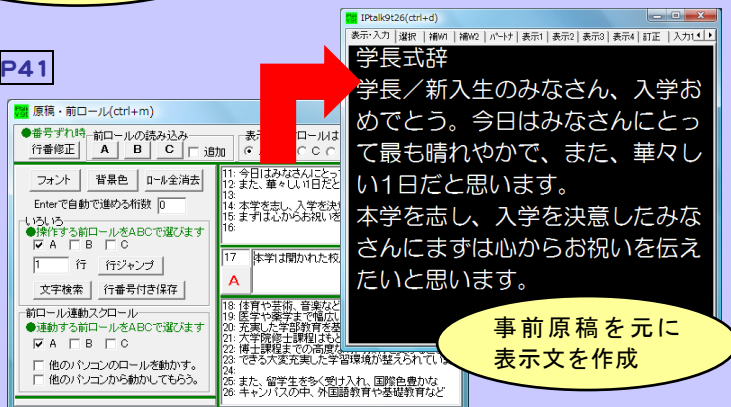 P41
IPtalk9t26(ctrl+d)
表示・入力 選択 補W1 補W2 ﾊﾟｰﾄﾅ 表示1 表示2 表示3 表示4 訂正 入力1
学長式辞
学長／新入生のみなさん、入学お
めでとう。今日はみなさんにとっ
て最も晴れやかで、また、華々し
い1日だと思います。
本学を志し、入学を決意したみな
さんにまずは心からお祝いを伝え
たいと思います。
事前原稿を元に
表示文を作成
原稿・前ロール(ctrl+m)
●番号ずれ時 前ロールの読み込み
行番修正 A B C 追加
フォント 背景色 ロール全消去
Enterで自動で進める桁数 0
いろいろ
●操作する前ロールをABCで選びます
A B C
1 行 行ジャンプ
文字検索 行番号付き保存
前ロール連動スクロール
●連動する前ロールをABCで選びます
A B C
他のパソコンのロールを動かす。
他のパソコンから動かしてもらう。
11: 今日はみなさんにとって
12: また、華々しい1日だと
13:
14: 本学を志し、入学を決
15: まずは心からお祝いを
16:
17 本学は開かれた校
A
18: 体育や芸術、音楽など
19: 医学や薬学まで幅広い
20: 充実した学部教育を基
21: 大学院修士課程はもと
22: 博士課程までの高度な
23: できる大変充実した学習環境が整えられてい
24:
25: また、留学生を多く受け入れ、国際色豊かな
26: キャンパスの中、外国語教育や基礎教育など